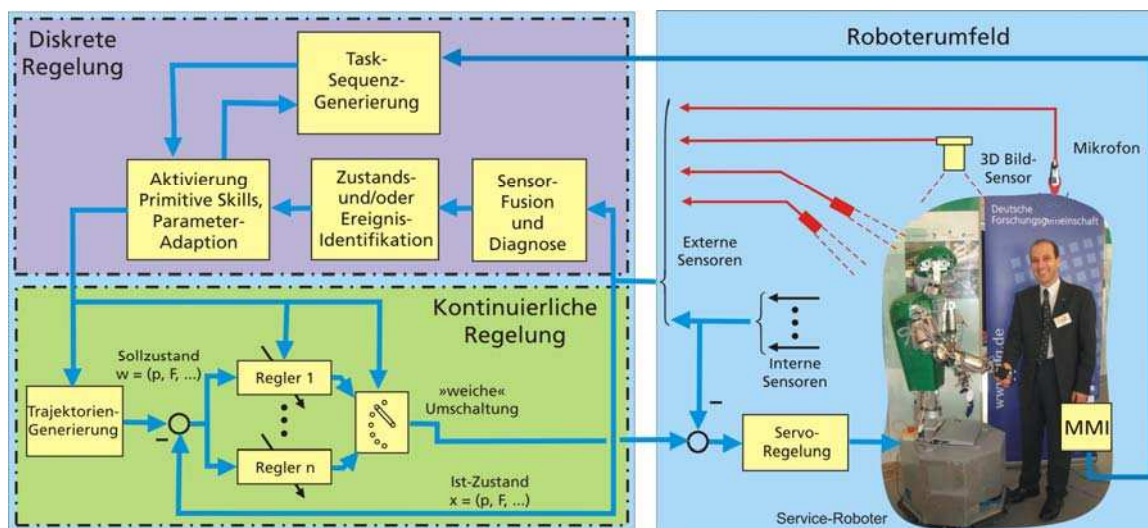 Diskrete
Regelung
Task-
Sequenz-
Generierung
Aktivierung
Primitive Skills,
Parameter-
Adaption
Zustands-
und/oder
Ereignis-
Identifikation
Sensor-
Fusion
und
Diagnose
Kontinuierliche
Regelung
Sollzustand
w = (p, F, ...)
Trajektorien-
Generierung
Regler 1
Regler n
»weiche«
Umschaltung
Ist-Zustand
x = (p, F, ...)
Roboterumfeld
Mikrofon
3D Bild-
Sensor
Externe
Sensoren
Interne
Sensoren
Servo-
Regelung
Deutsche
Forschungsgemeinschaft
MMI
Service-Roboter